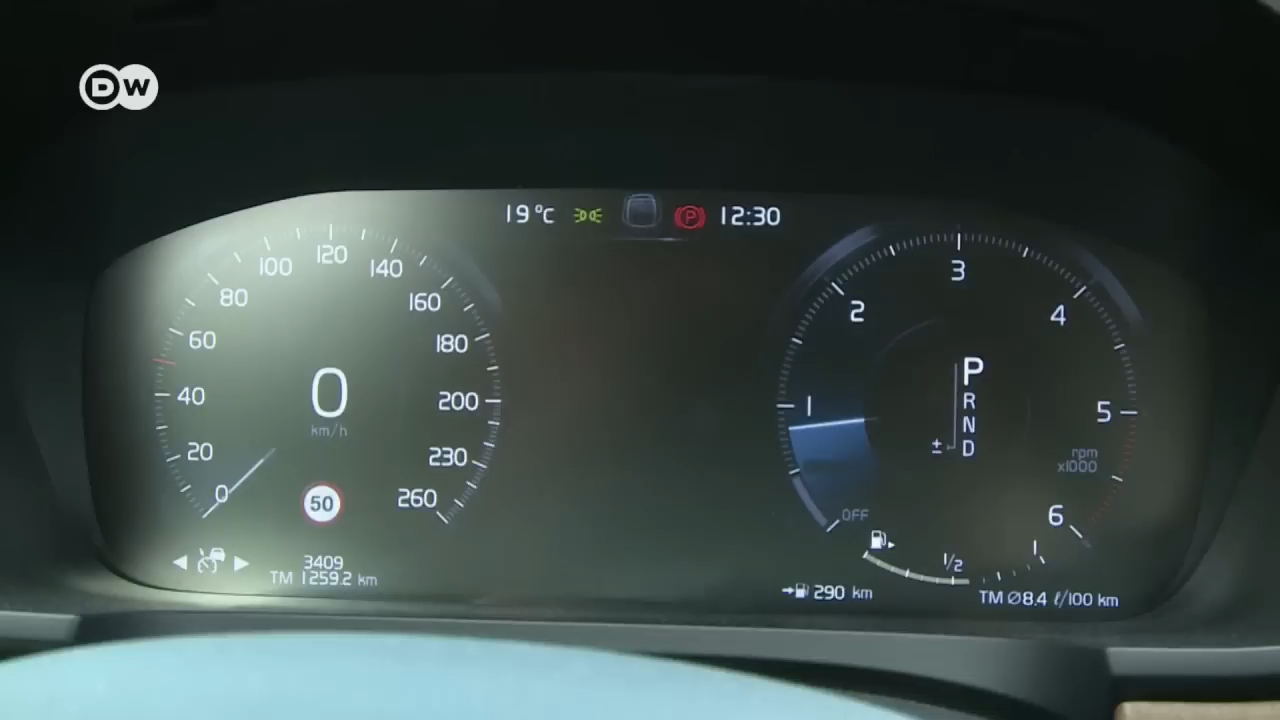 DW
19°C
P 12:30
0 20 40 60 80 100 120 140 160 180 200 230 260
0
km/h
50
3409
TM 1259.2 km
OFF 1 2 3 4 5 6
P
R
N
± D
rpm
x1000
1/2 1
290 km
TM Ø8.4 ℓ/100 km